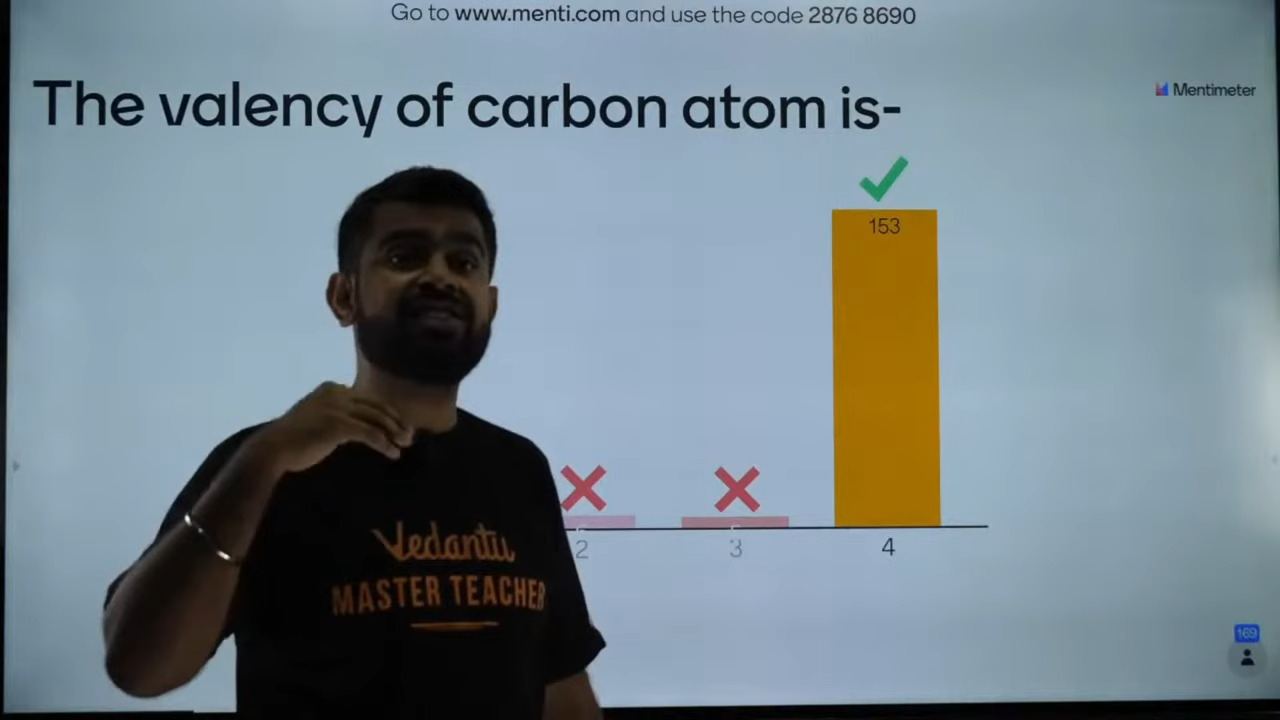 Go to www.menti.com and use the code 2876 8690
The valency of carbon atom is-
Mentimeter
153
2
3
4
Vedantu
MASTER TEACHER
169